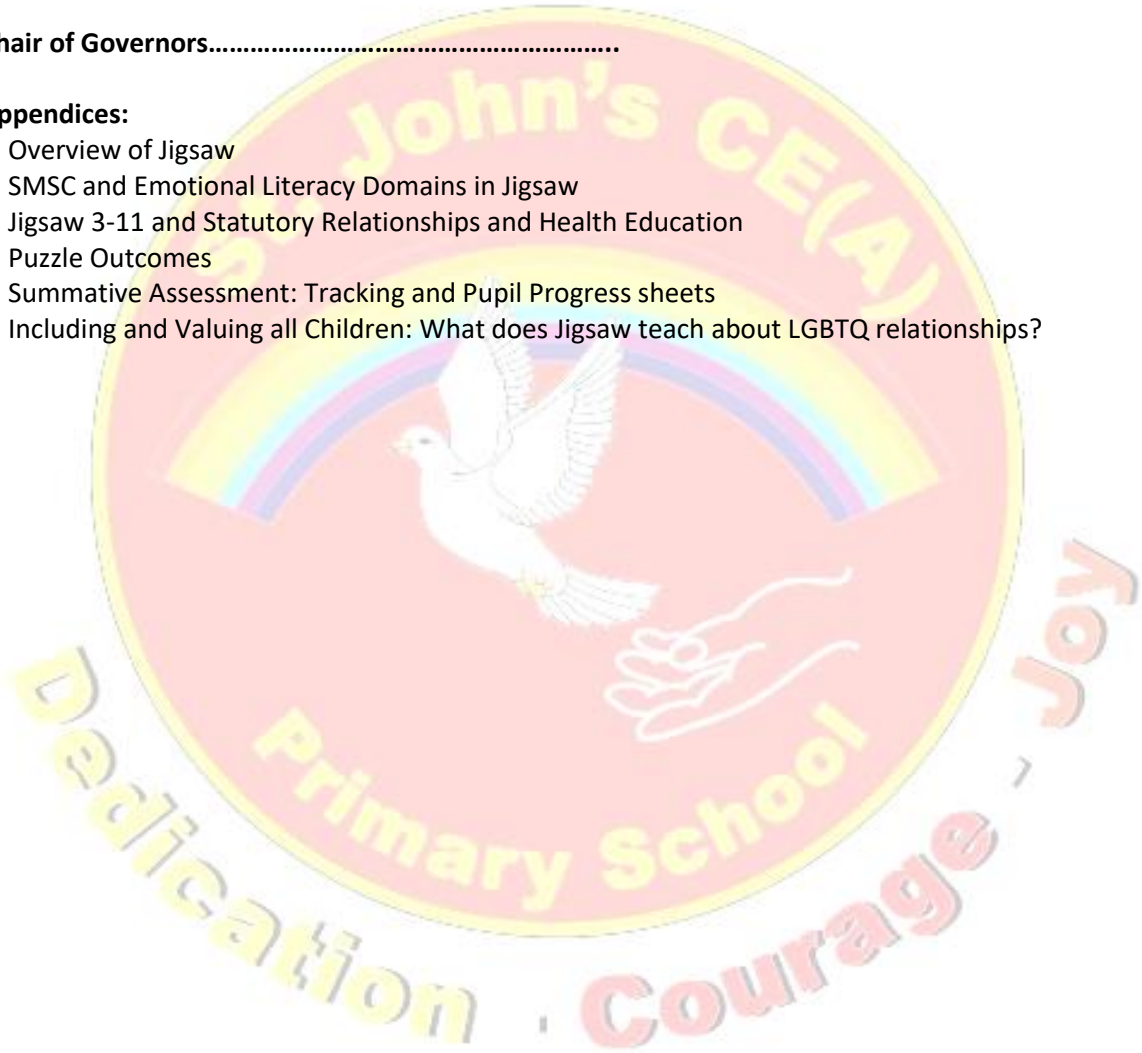 hair of Governors…………………………………………………..
ppendices:
Overview of Jigsaw
SMSC and Emotional Literacy Domains in Jigsaw
Jigsaw 3-11 and Statutory Relationships and Health Education
Puzzle Outcomes
Summative Assessment: Tracking and Pupil Progress sheets
Including and Valuing all Children: What does Jigsaw teach about LGBTQ relationships?
St. John's CE(A)
Primary School
Dedication - Courage - Joy